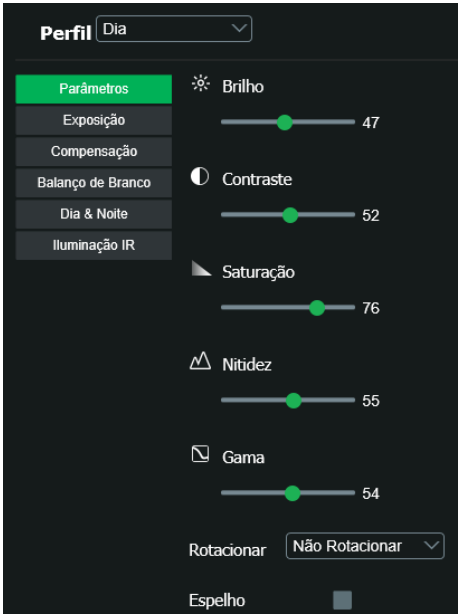 Perfil Dia
Parâmetros
Exposição
Compensação
Balanço de Branco
Dia & Noite
Iluminação IR
Brilho
47
Contraste
52
Saturação
76
Nitidez
55
Gama
54
Rotacionar Não Rotacionar
Espelho